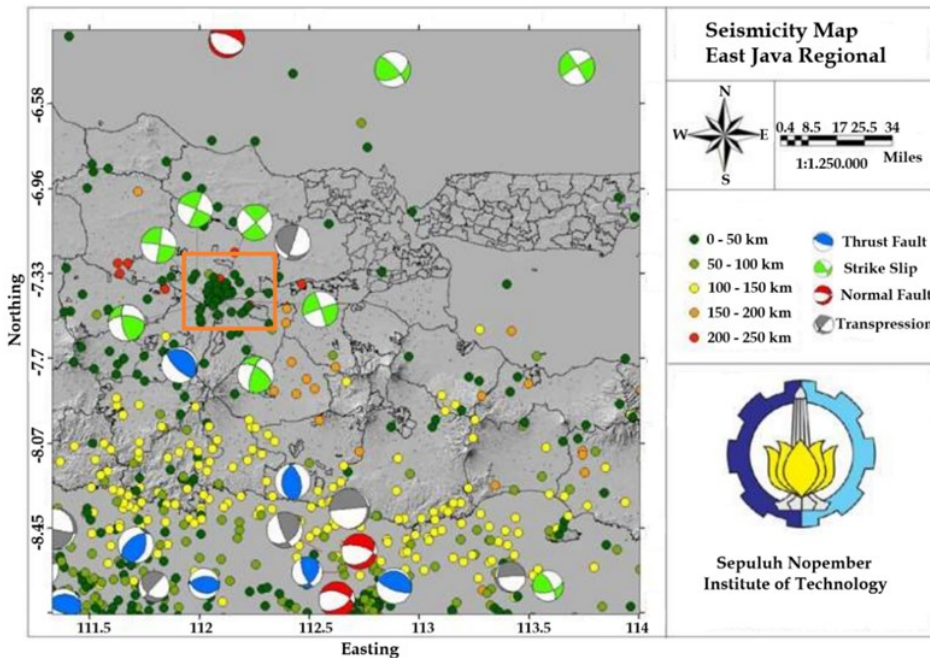 Seismicity Map
East Java Regional
N
W
E
S
0.4 8.5 17 25.5 34
Miles
1:1.250.000
0 - 50 km
50 - 100 km
100 - 150 km
150 - 200 km
200 - 250 km
Thrust Fault
Strike Slip
Normal Fault
Transpression
Sepuluh Nopember
Institute of Technology
Northing
-6.58
-6.96
-7.33
-7.7
-8.07
-8.45
111.5 112 112.5 113 113.5 114
Easting